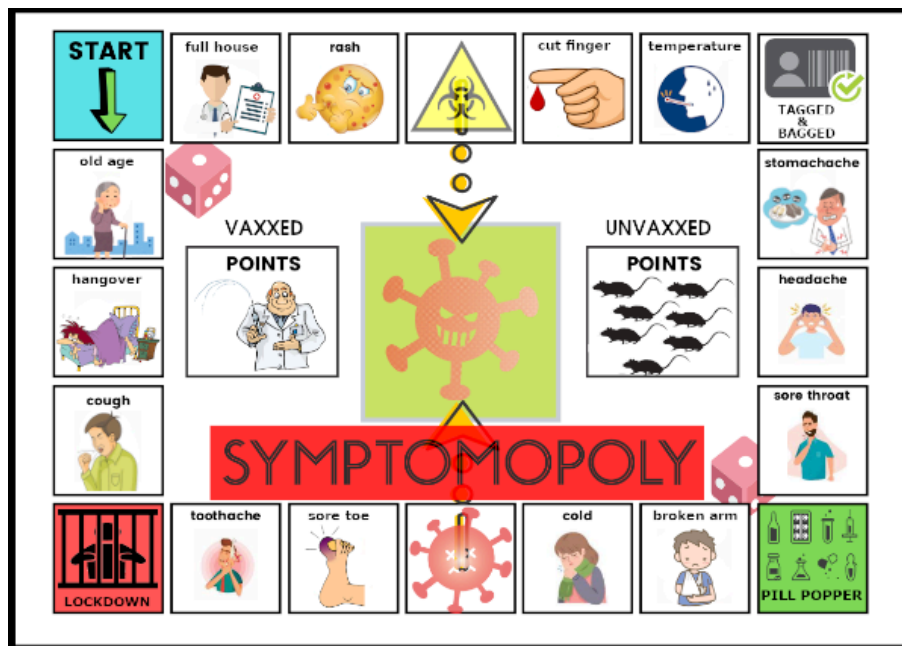 START
full house
rash
cut finger
temperature
TAGGED
&
BAGGED
old age
stomachache
VAXXED
UNVAXXED
POINTS
POINTS
hangover
headache
cough
sore throat
SYMPTOMOPOLY
LOCKDOWN
toothache
sore toe
cold
broken arm
PILL POPPER